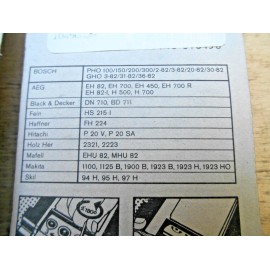 BOSCH PHO 100/150/200/300/2-82/3-82/20-82/30-82
GHO 3-82/31-82/36-82
AEG EH 82, EH 700, EH 450, EH 700 R
EH 82-1, H 500, H 700
Black & Decker DN 710, BD 711
Fein HS 215 I
Haffner FH 224
Hitachi P 20 V, P 20 SA
Holz Her 2321, 2223
Mafell EHU 82, MHU 82
Makita 1100, 1125 B, 1900 B, 1923 B, 1923 H, 1923 HO
Skil 94 H, 95 H, 97 H